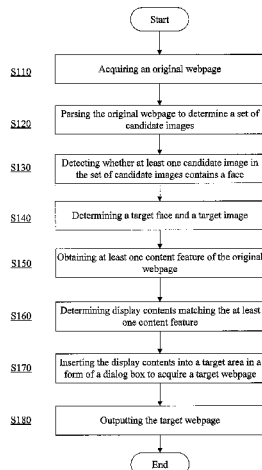 Start
S110
Acquiring an original webpage
S120
Parsing the original webpage to determine a set of
candidate images
S130
Detecting whether at least one candidate image in
the set of candidate images contains a face
S140
Determining a target face and a target image
S150
Obtaining at least one content feature of the original
webpage
S160
Determining display contents matching the at least
one content feature
S170
Inserting the display contents into a target area in a
form of a dialog box to acquire a target webpage
S180
Outputting the target webpage
End